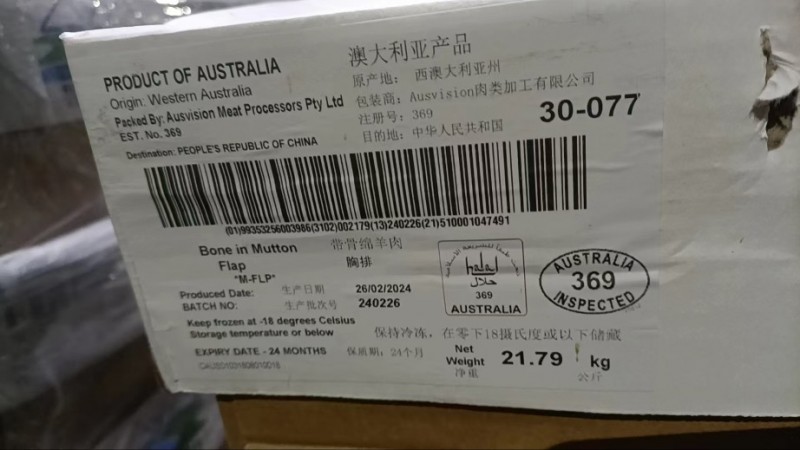 PRODUCT OF AUSTRALIA
Origin: Western Australia
Packed By: Ausvision Meat Processors Pty Ltd
EST. No. 369
Destination: PEOPLE'S REPUBLIC OF CHINA
澳大利亚产品
原产地: 西澳大利亚州
包装商: Ausvision肉类加工有限公司
注册号: 369
目的地: 中华人民共和国
30-077
(01)99353256003986(3102)002179(13)240226(21)510001047491
Bone in Mutton 带骨绵羊肉
Flap 胸排
"M-FLP"
Produced Date: 生产日期 26/02/2024
BATCH NO: 生产批次号 240226
Keep frozen at -18 degrees Celsius
Storage temperature or below
保持冷冻, 在零下18摄氏度或以下储藏
EXPIRY DATE - 24 MONTHS 保质期: 24个月
halal
حلال
369
AUSTRALIA
AUSTRALIA
369
INSPECTED
Net
Weight
净重
21.79 kg
公斤